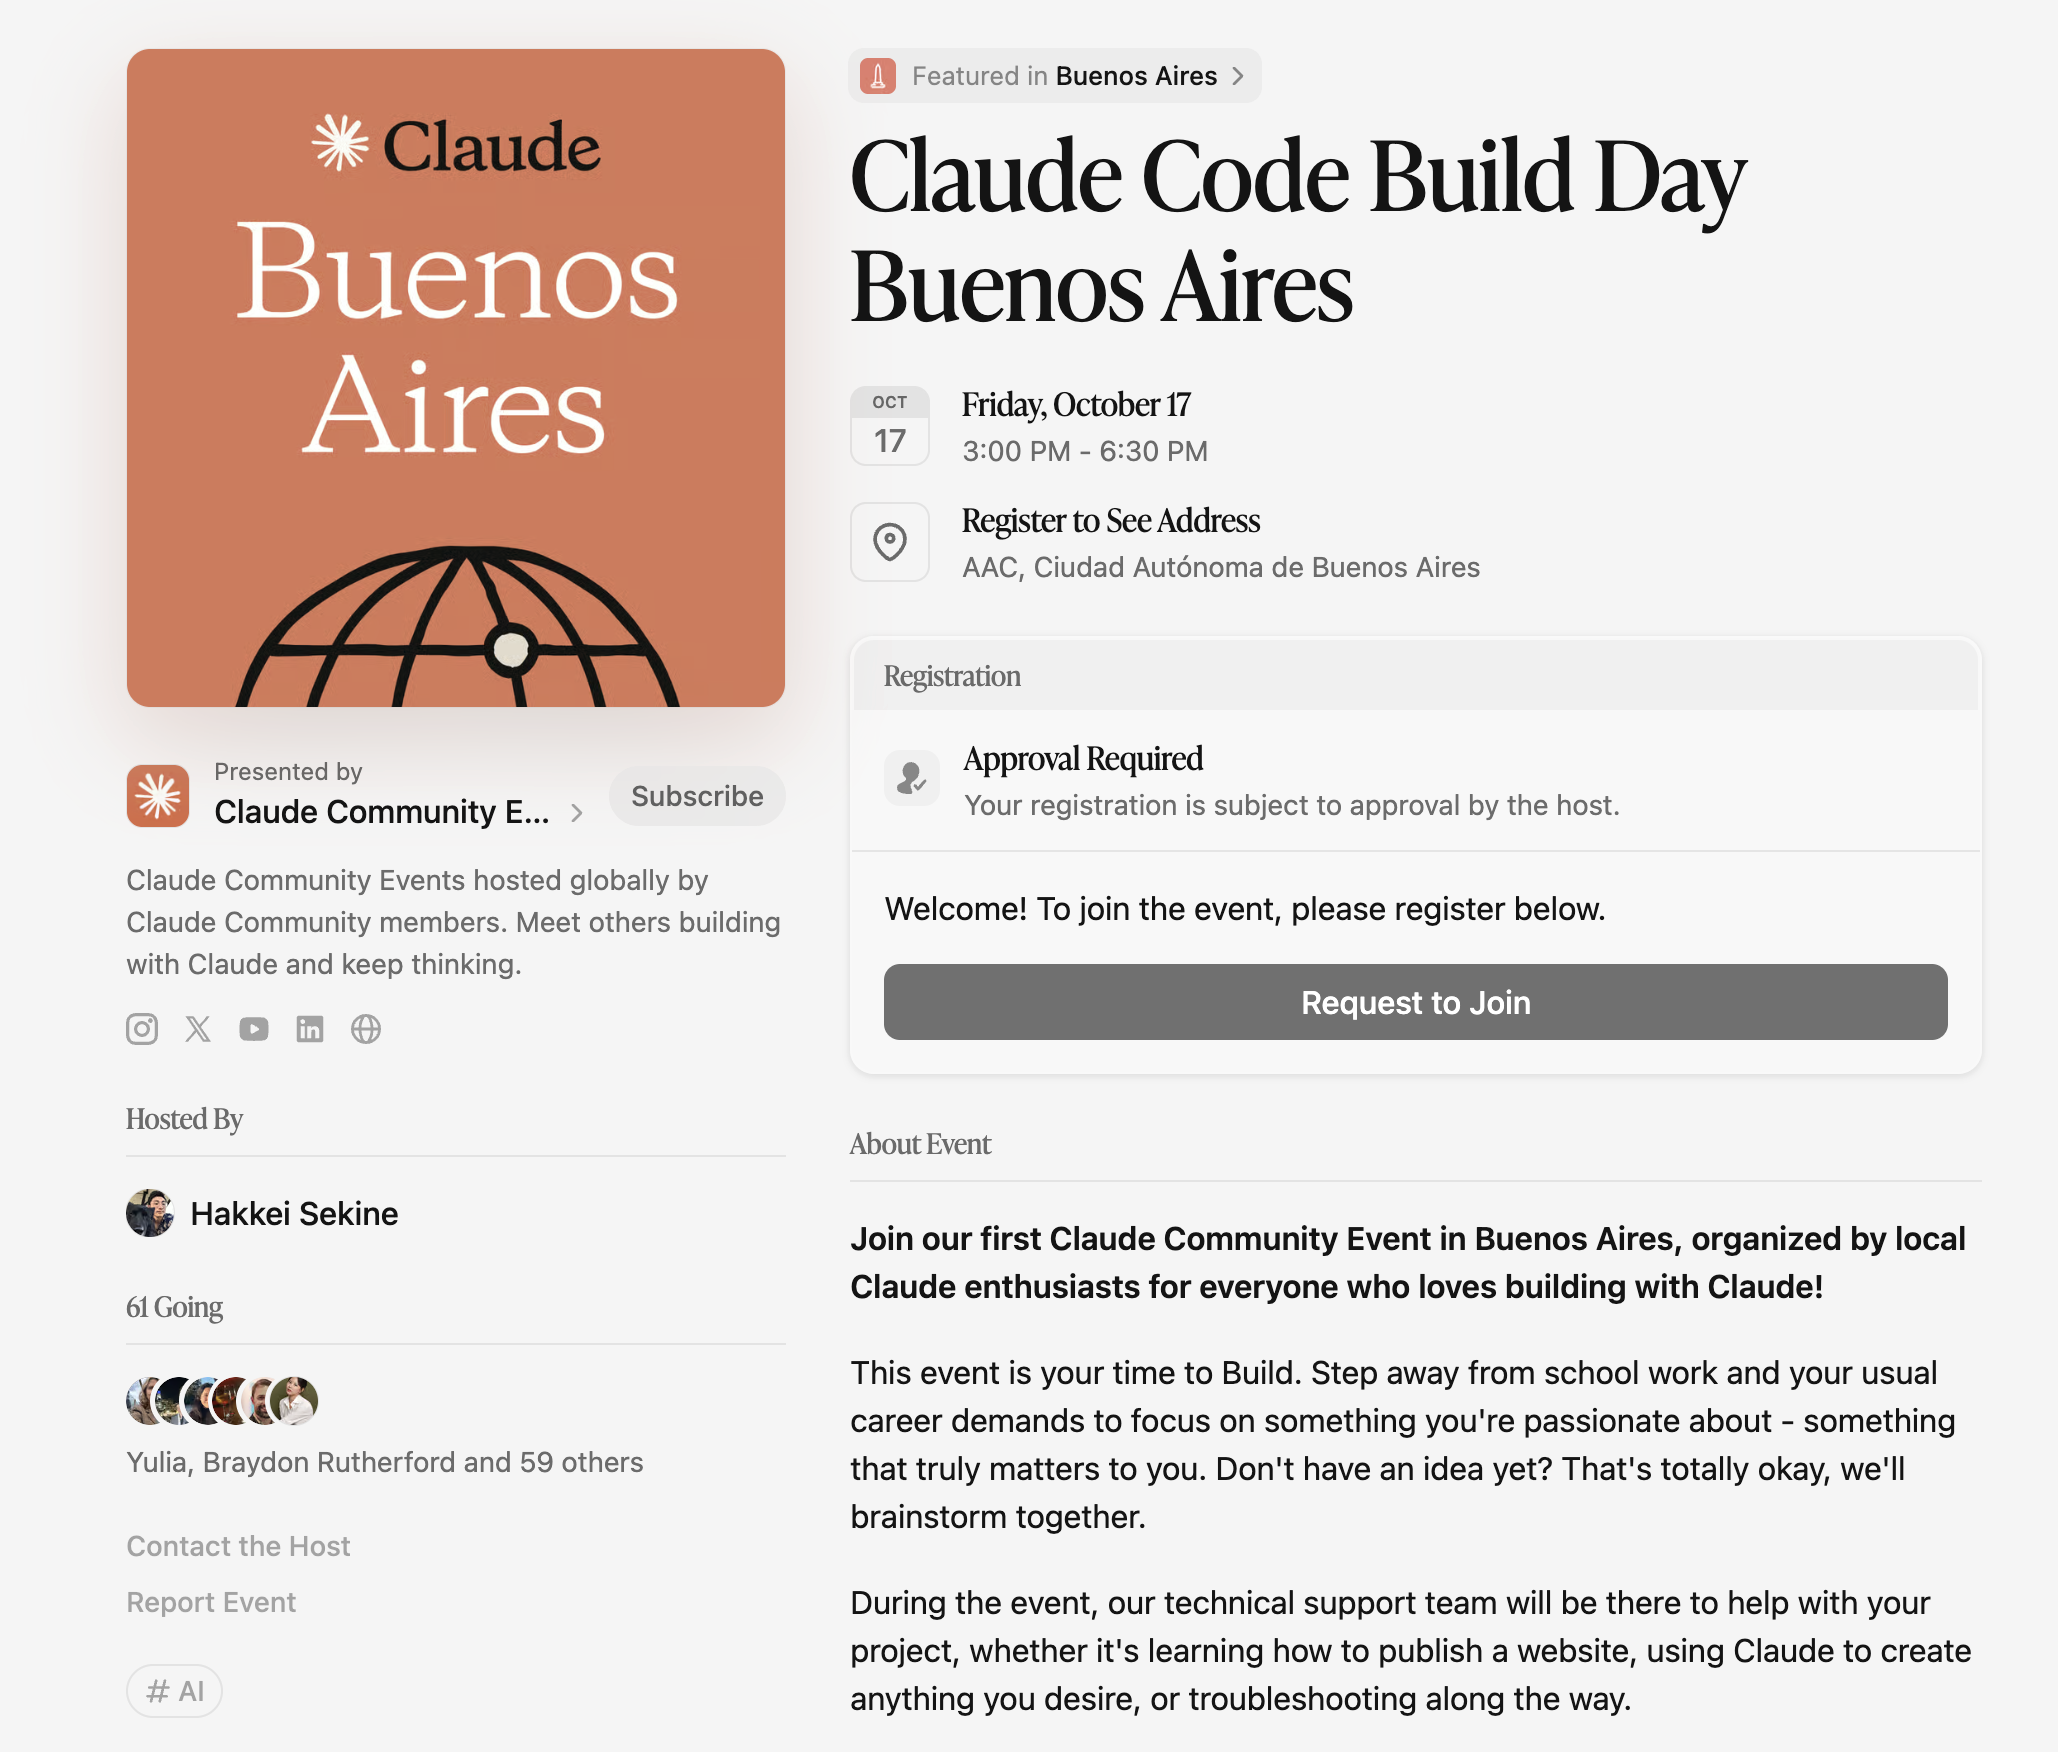 Claude
Buenos
Aires
Presented by
Claude Community E...
Subscribe
Claude Community Events hosted globally by
Claude Community members. Meet others building
with Claude and keep thinking.
Hosted By
Hakkei Sekine
61 Going
Yulia, Braydon Rutherford and 59 others
Contact the Host
Report Event
# AI
Featured in Buenos Aires
Claude Code Build Day
Buenos Aires
OCT
17
Friday, October 17
3:00 PM - 6:30 PM
Register to See Address
AAC, Ciudad Autónoma de Buenos Aires
Registration
Approval Required
Your registration is subject to approval by the host.
Welcome! To join the event, please register below.
Request to Join
About Event
Join our first Claude Community Event in Buenos Aires, organized by local
Claude enthusiasts for everyone who loves building with Claude!
This event is your time to Build. Step away from school work and your usual
career demands to focus on something you're passionate about - something
that truly matters to you. Don't have an idea yet? That's totally okay, we'll
brainstorm together.
During the event, our technical support team will be there to help with your
project, whether it's learning how to publish a website, using Claude to create
anything you desire, or troubleshooting along the way.